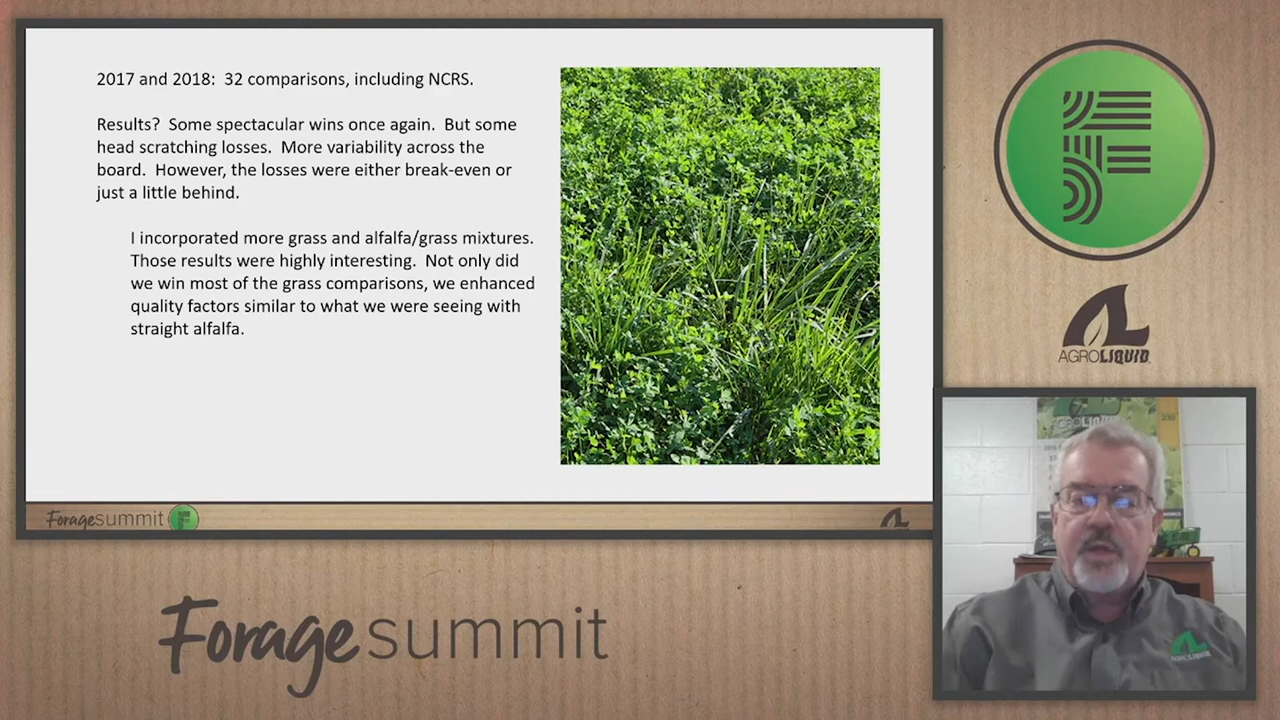 2017 and 2018: 32 comparisons, including NCRS.
Results? Some spectacular wins once again. But some
head scratching losses. More variability across the
board. However, the losses were either break-even or
just a little behind.
I incorporated more grass and alfalfa/grass mixtures.
Those results were highly interesting. Not only did
we win most of the grass comparisons, we enhanced
quality factors similar to what we were seeing with
straight alfalfa.
Foragesummit
AGROLIQUID
AGROLIQUID
Foragesummit